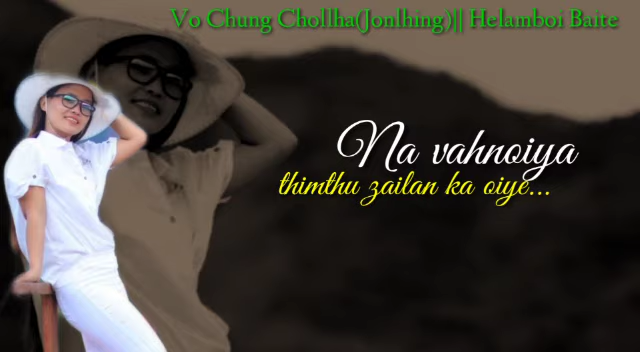 Vo Chung Chollha(Jonlhing)|| Helamboi Baite
Na vahnoiya
thimthu zailan ka oiye...